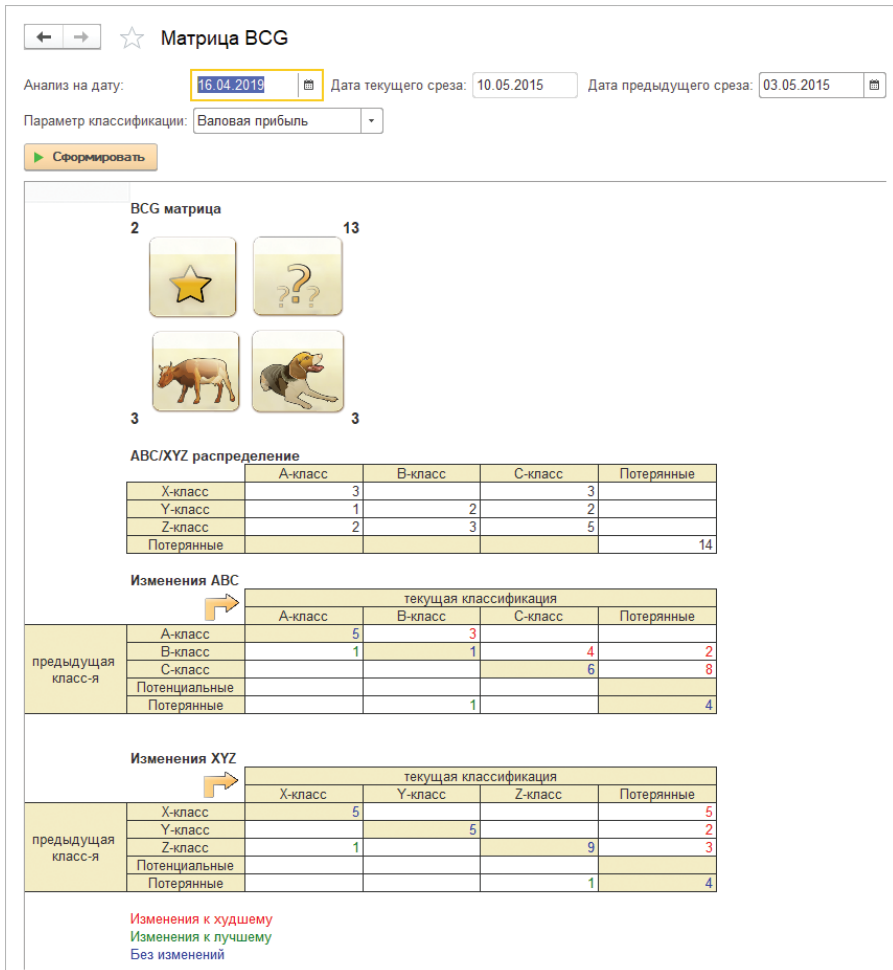 Матрица BCG
Анализ на дату: 16.04.2019 Дата текущего среза: 10.05.2015 Дата предыдущего среза: 03.05.2015
Параметр классификации: Валовая прибыль
Сформировать
BCG матрица
2 13
3 3
ABC/XYZ распределение
А-класс В-класс С-класс Потерянные
X-класс 3 3
Y-класс 1 2 2
Z-класс 2 3 5
Потерянные 14
Изменения ABC
текущая классификация
А-класс В-класс С-класс Потерянные
предыдущая класс-я
А-класс 5 3
В-класс 1 1 4 2
С-класс 6 8
Потенциальные
Потерянные 1 4
Изменения XYZ
текущая классификация
X-класс Y-класс Z-класс Потерянные
предыдущая класс-я
X-класс 5 5
Y-класс 5 2
Z-класс 1 9 3
Потенциальные
Потерянные 1 4
Изменения к худшему
Изменения к лучшему
Без изменений